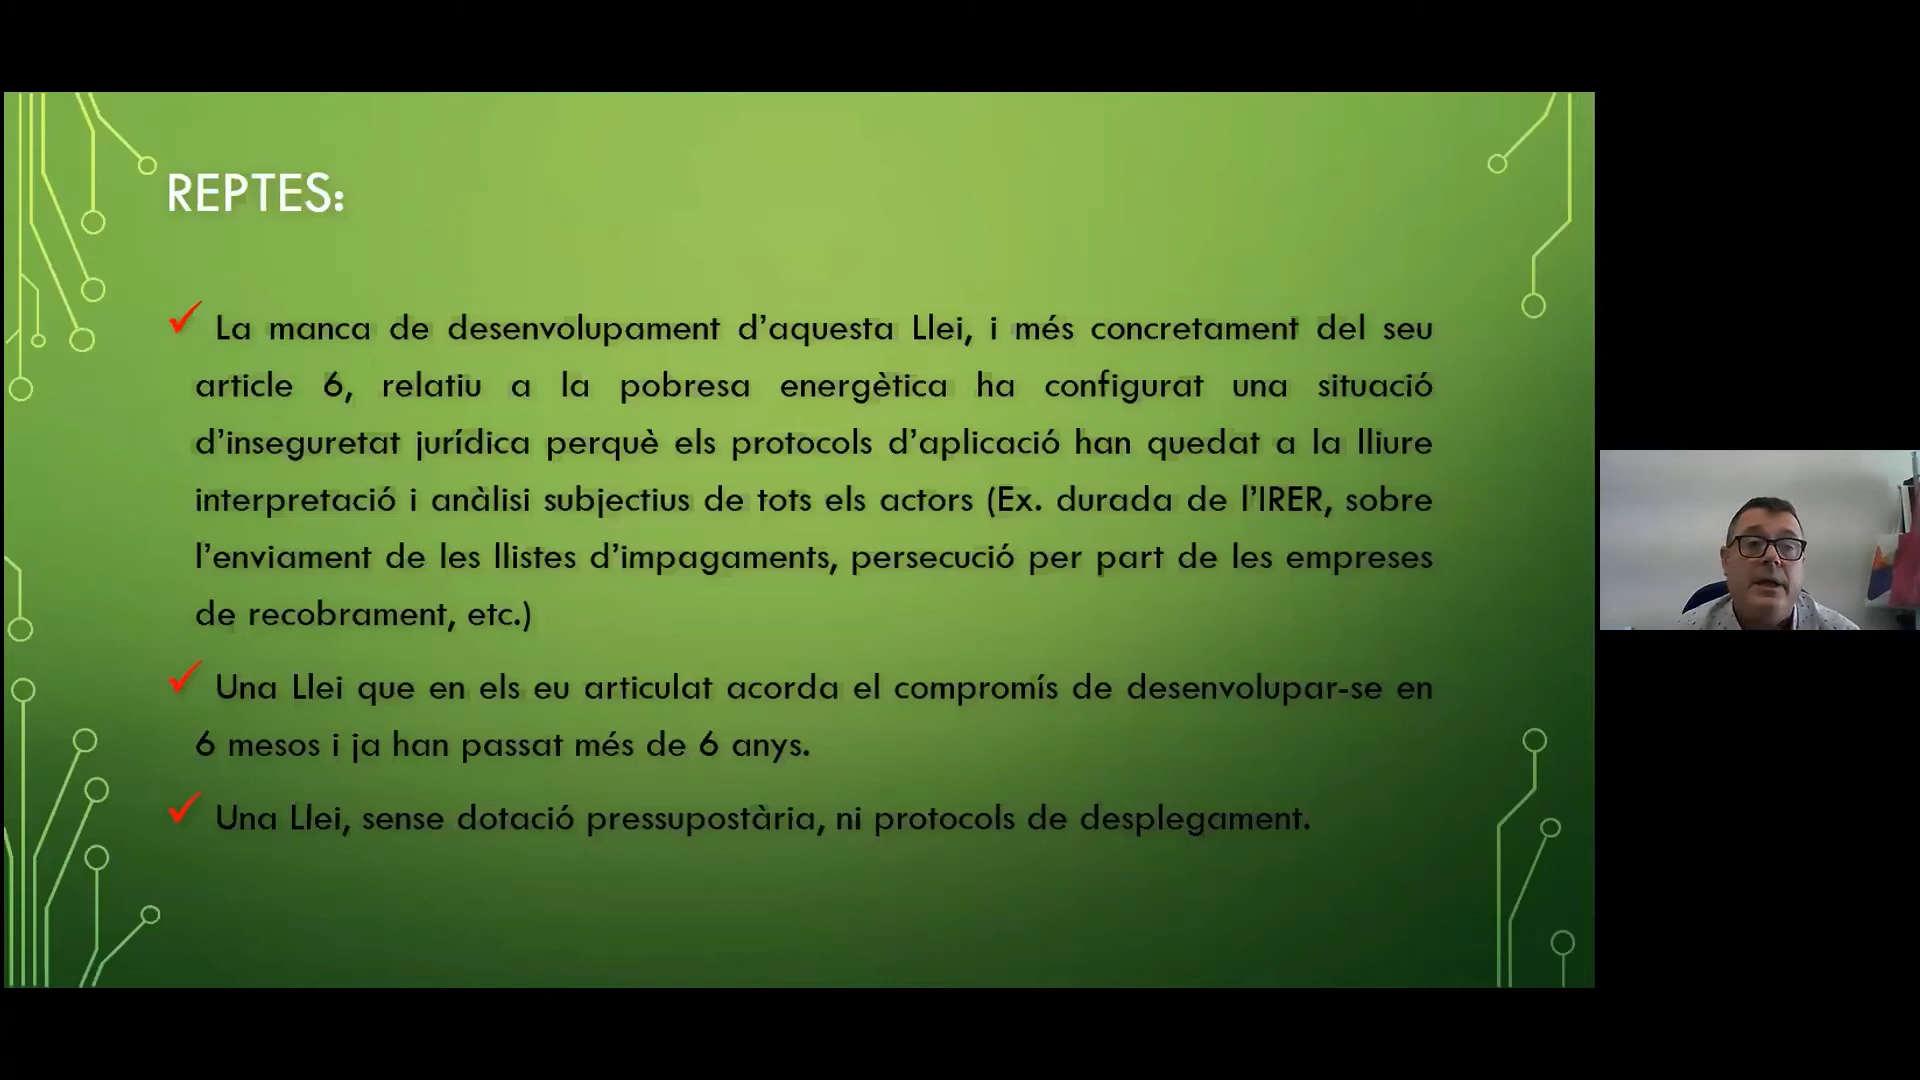 REPTES:
La manca de desenvolupament d’aquesta Llei, i més concretament del seu
article 6, relatiu a la pobresa energètica ha configurat una situació
d’inseguretat jurídica perquè els protocols d’aplicació han quedat a la lliure
interpretació i anàlisi subjectius de tots els actors (Ex. durada de l’IRER, sobre
l’enviament de les llistes d’impagaments, persecució per part de les empreses
de recobrament, etc.)
Una Llei que en els eu articulat acorda el compromís de desenvolupar-se en
6 mesos i ja han passat més de 6 anys.
Una Llei, sense dotació pressupostària, ni protocols de desplegament.